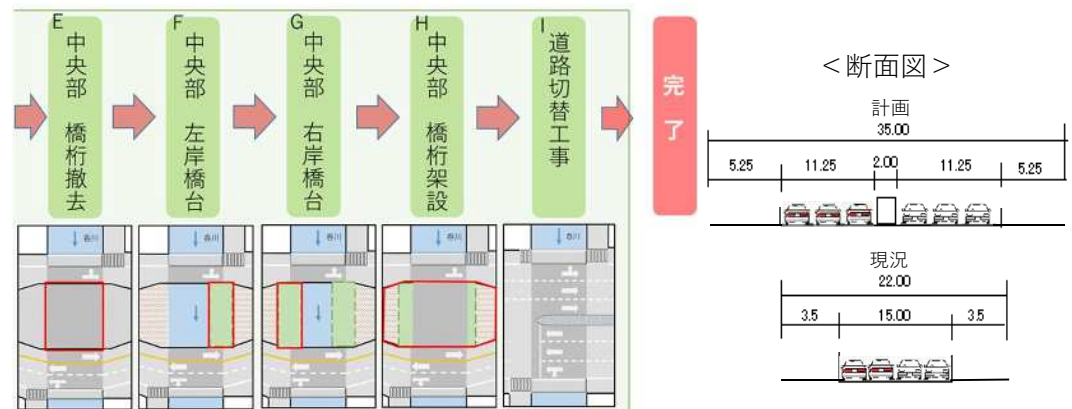 E
中央部 橋桁撤去
F
中央部 左岸橋台
G
中央部 右岸橋台
H
中央部 橋桁架設
I
道路切替工事
完了
＜断面図＞
計画
35.00
5.25 11.25 2.00 11.25 5.25
現況
22.00
3.5 15.00 3.5